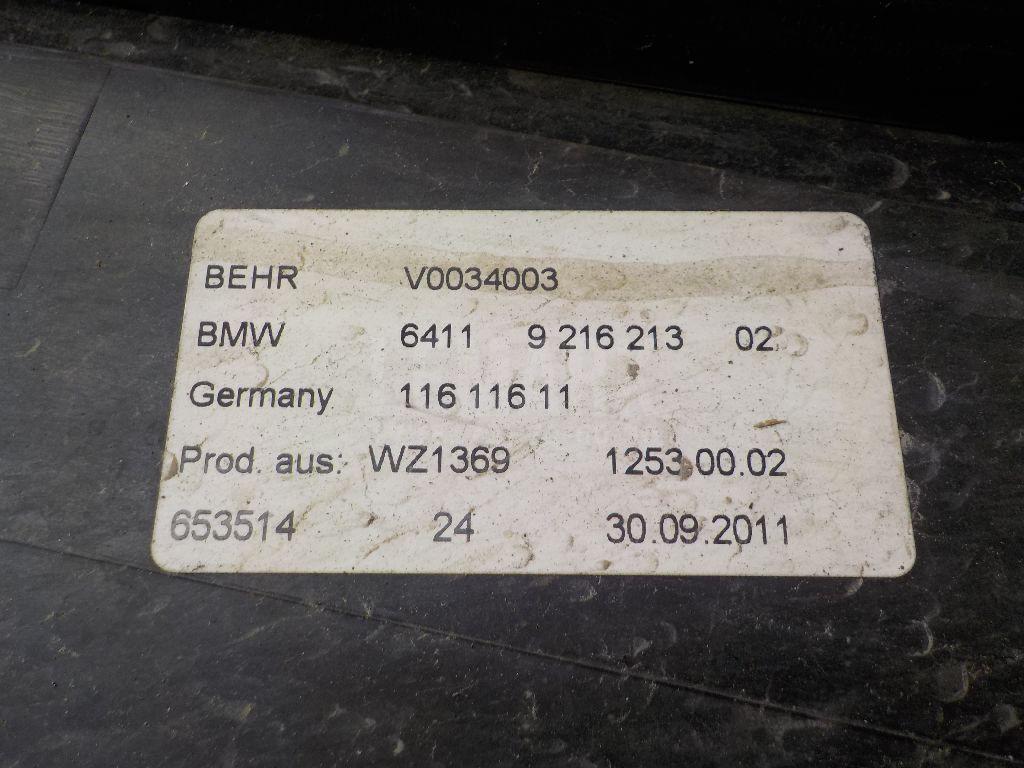 BEHR V0034003
BMW 6411 9 216 213 02
Germany 116 116 11
Prod. aus: WZ1369 1253 00.02
653514 24 30.09.2011